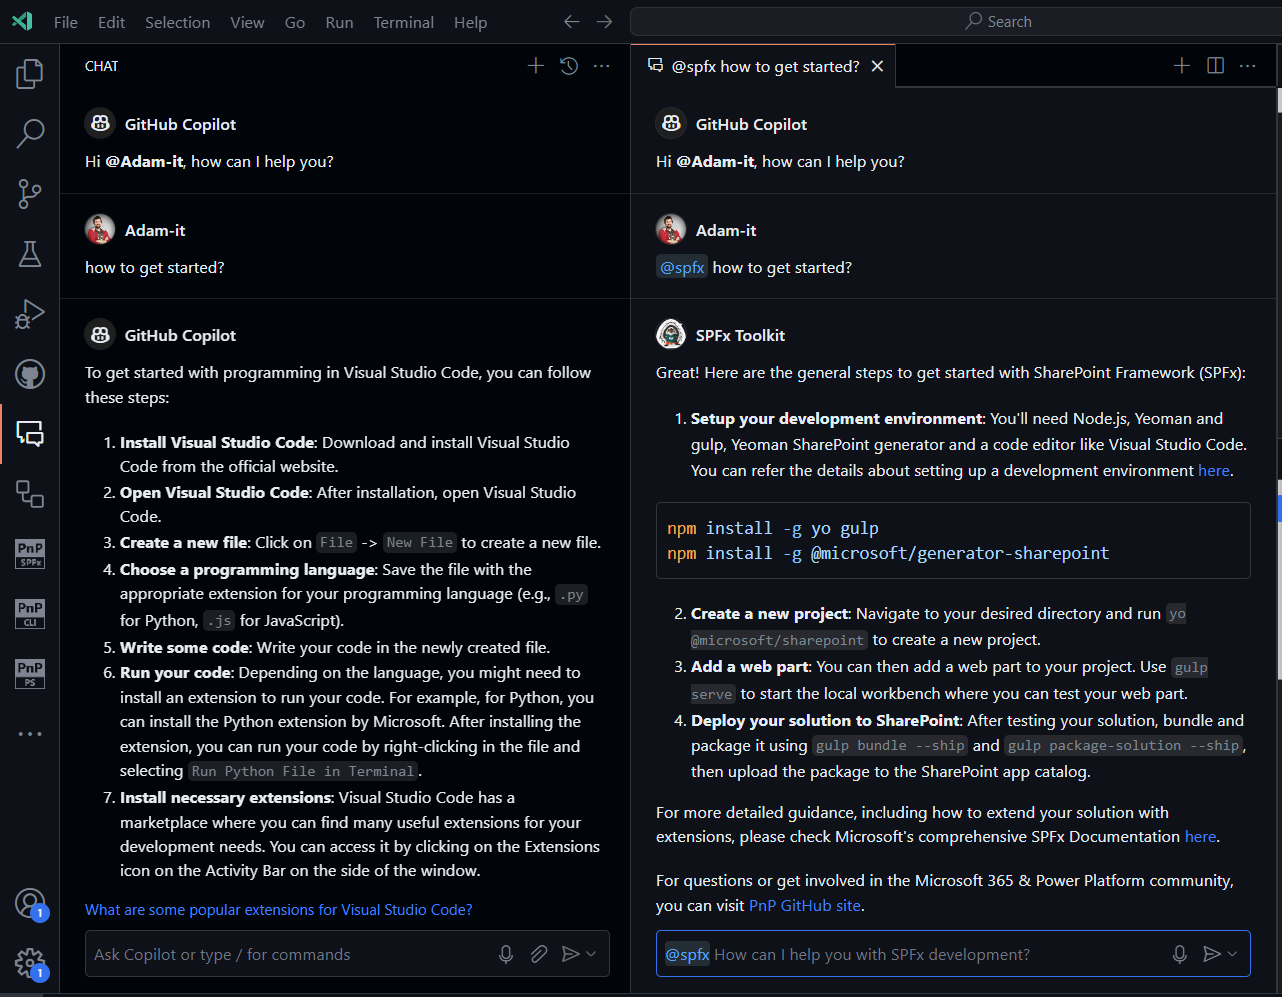 File Edit Selection View Go Run Terminal Help
Search
CHAT
GitHub Copilot
Hi @Adam-it, how can I help you?
Adam-it
how to get started?
GitHub Copilot
To get started with programming in Visual Studio Code, you can follow
these steps:
1. Install Visual Studio Code: Download and install Visual Studio
Code from the official website.
2. Open Visual Studio Code: After installation, open Visual Studio
Code.
3. Create a new file: Click on File -> New File to create a new file.
4. Choose a programming language: Save the file with the
appropriate extension for your programming language (e.g., .py
for Python, .js for JavaScript).
5. Write some code: Write your code in the newly created file.
6. Run your code: Depending on the language, you might need to
install an extension to run your code. For example, for Python, you
can install the Python extension by Microsoft. After installing the
extension, you can run your code by right-clicking in the file and
selecting Run Python File in Terminal.
7. Install necessary extensions: Visual Studio Code has a
marketplace where you can find many useful extensions for your
development needs. You can access it by clicking on the Extensions
icon on the Activity Bar on the side of the window.
What are some popular extensions for Visual Studio Code?
Ask Copilot or type / for commands
@spfx how to get started?
GitHub Copilot
Hi @Adam-it, how can I help you?
Adam-it
@spfx how to get started?
SPFx Toolkit
Great! Here are the general steps to get started with SharePoint Framework (SPFx):
1. Setup your development environment: You'll need Node.js, Yeoman and
gulp, Yeoman SharePoint generator and a code editor like Visual Studio Code.
You can refer the details about setting up a development environment here.
npm install -g yo gulp
npm install -g @microsoft/generator-sharepoint
2. Create a new project: Navigate to your desired directory and run yo
@microsoft/sharepoint to create a new project.
3. Add a web part: You can then add a web part to your project. Use gulp
serve to start the local workbench where you can test your web part.
4. Deploy your solution to SharePoint: After testing your solution, bundle and
package it using gulp bundle --ship and gulp package-solution --ship,
then upload the package to the SharePoint app catalog.
For more detailed guidance, including how to extend your solution with
extensions, please check Microsoft's comprehensive SPFx Documentation here.
For questions or get involved in the Microsoft 365 & Power Platform community,
you can visit PnP GitHub site.
@spfx How can I help you with SPFx development?
PnP
SPFx
PnP
CLI
PnP
PS
1
1